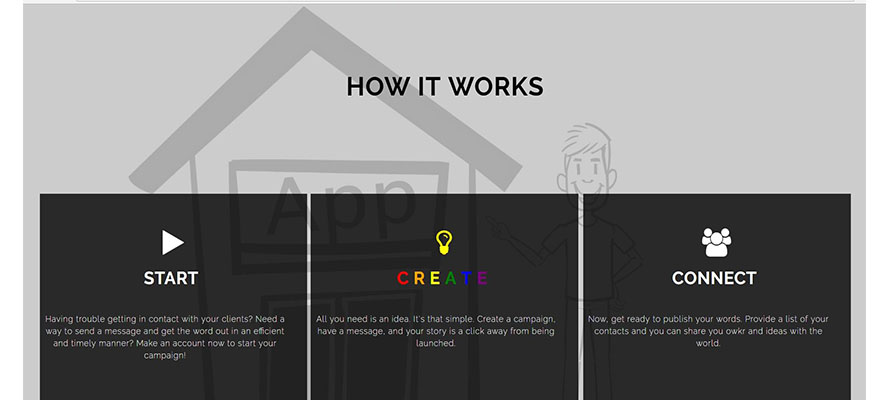 HOW IT WORKS
App
START
Having trouble getting in contact with your clients? Need a
way to send a message and get the word out in an efficient
and timely manner? Make an account now to start your
campaign!
CREATE
All you need is an idea. It's that simple. Create a campaign,
have a message, and your story is a click away from being
launched.
CONNECT
Now, get ready to publish your words. Provide a list of your
contacts and you can share you owkr and ideas with the
world.